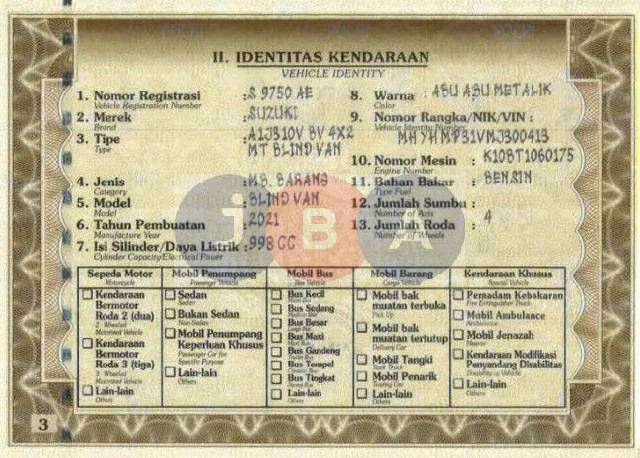 II. IDENTITAS KENDARAAN
VEHICLE IDENTITY
1. Nomor Registrasi : S 9750 AE
Vehicle Registration Number
2. Merek : SUZUKI
Brand
3. Tipe : A1J310V BV 4X2
Type MT BLIND VAN
4. Jenis : MB. BARANG
Category
5. Model : BLIND VAN
Model
6. Tahun Pembuatan : 2021
Manufacture Year
7. Isi Silinder/Daya Listrik : 998 CC
Cylinder Capacity/Electrical Power
8. Warna : ABU ABU METALIK
Color
9. Nomor Rangka/NIK/VIN :
Vehicle Identity Number
MHYHMP31VMJ300413
10. Nomor Mesin : K10BT1060175
Engine Number
11. Bahan Bakar : BENSIN
Type Fuel
12. Jumlah Sumbu :
Number of Axis
13. Jumlah Roda : 4
Number of Wheels
iBA
Sepeda Motor
Motorcycle
Kendaraan
Bermotor
Roda 2 (dua)
2 - Wheeled
Motorized Vehicle
Kendaraan
Bermotor
Roda 3 (tiga)
3 - Wheeled
Motorized Vehicle
Lain-lain
Others
Mobil Penumpang
Passenger Vehicle
Sedan
Sedan
Bukan Sedan
Non-Sedan
Mobil Penumpang
Keperluan Khusus
Passenger Car for
Specific Purpose
Lain-lain
Others
Mobil Bus
Bus Vehicle
Bus Kecil
Bus Sedang
Bus Besar
Bus Maxi
Bus Gandeng
Bus Tempel
Bus Tingkat
Lain-lain
Others
Mobil Barang
Cargo Vehicle
Mobil bak
muatan terbuka
Pick Up
Mobil bak
muatan tertutup
Delivery Car
Mobil Tangki
Tank Truck
Mobil Penarik
Towing Car
Lain-lain
Others
Kendaraan Khusus
Special Vehicle
Pemadam Kebakaran
Fire Extinguisher Truck
Mobil Ambulance
Ambulance
Mobil Jenazah
Hearse
Kendaraan Modifikasi
Penyandang Disabilitas
Lain-lain
Others
3